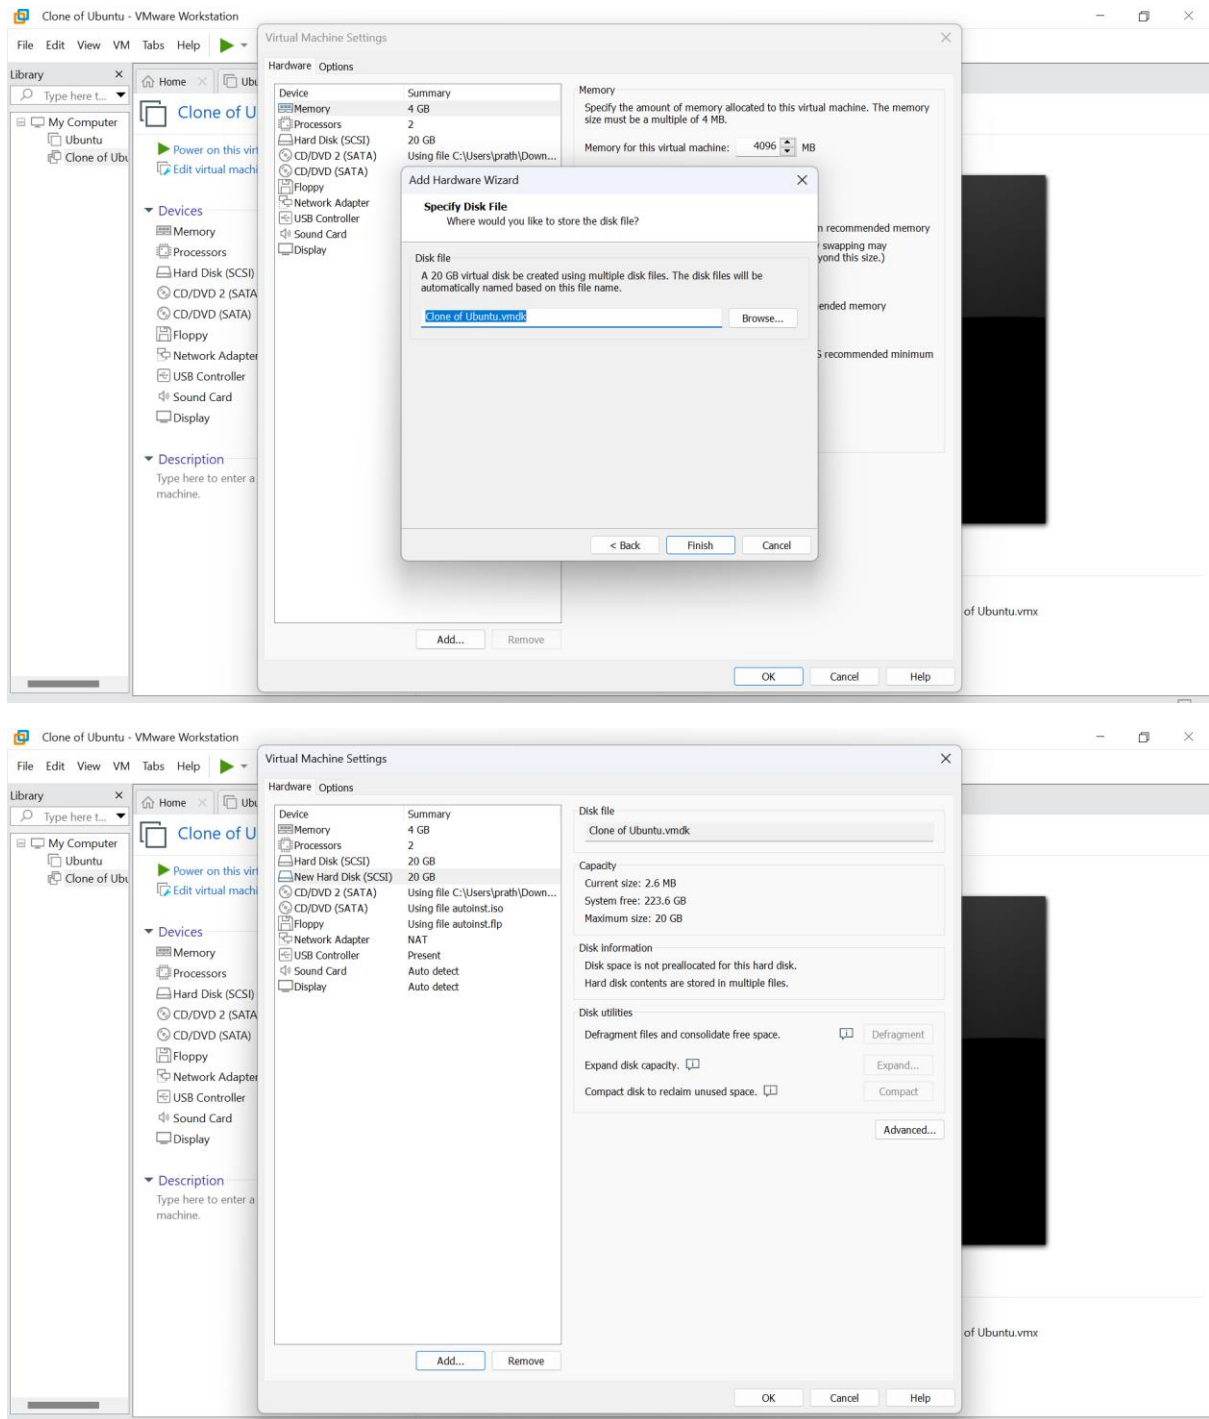 Clone of Ubuntu - VMware Workstation
File Edit View VM Tabs Help
Library
Type here t...
My Computer
Ubuntu
Clone of Ubu
Home
Ubu
Clone of U
Power on this virt
Edit virtual machi
Devices
Memory
Processors
Hard Disk (SCSI)
CD/DVD 2 (SATA
CD/DVD (SATA)
Floppy
Network Adapter
USB Controller
Sound Card
Display
Description
Type here to enter a
machine.
Virtual Machine Settings
Hardware Options
Device Summary
Memory 4 GB
Processors 2
Hard Disk (SCSI) 20 GB
CD/DVD 2 (SATA) Using file C:\Users\prath\Down...
CD/DVD (SATA)
Floppy
Network Adapter
USB Controller
Sound Card
Display
Memory
Specify the amount of memory allocated to this virtual machine. The memory
size must be a multiple of 4 MB.
Memory for this virtual machine: 4096 MB
recommended memory
swapping may
yond this size.)
ended memory
recommended minimum
Add Hardware Wizard
Specify Disk File
Where would you like to store the disk file?
Disk file
A 20 GB virtual disk be created using multiple disk files. The disk files will be
automatically named based on this file name.
Clone of Ubuntu.vmdk
Browse...
< Back Finish Cancel
Add... Remove
OK Cancel Help
of Ubuntu.vmx
Clone of Ubuntu - VMware Workstation
File Edit View VM Tabs Help
Library
Type here t...
My Computer
Ubuntu
Clone of Ubu
Home
Ubu
Clone of U
Power on this virt
Edit virtual machi
Devices
Memory
Processors
Hard Disk (SCSI)
CD/DVD 2 (SATA
CD/DVD (SATA)
Floppy
Network Adapter
USB Controller
Sound Card
Display
Description
Type here to enter a
machine.
Virtual Machine Settings
Hardware Options
Device Summary
Memory 4 GB
Processors 2
Hard Disk (SCSI) 20 GB
New Hard Disk (SCSI) 20 GB
CD/DVD 2 (SATA) Using file C:\Users\prath\Down...
CD/DVD (SATA) Using file autoinst.iso
Floppy Using file autoinst.flp
Network Adapter NAT
USB Controller Present
Sound Card Auto detect
Display Auto detect
Disk file
Clone of Ubuntu.vmdk
Capacity
Current size: 2.6 MB
System free: 223.6 GB
Maximum size: 20 GB
Disk information
Disk space is not preallocated for this hard disk.
Hard disk contents are stored in multiple files.
Disk utilities
Defragment files and consolidate free space. Defragment
Expand disk capacity. Expand...
Compact disk to reclaim unused space. Compact
Advanced...
Add... Remove
OK Cancel Help
of Ubuntu.vmx